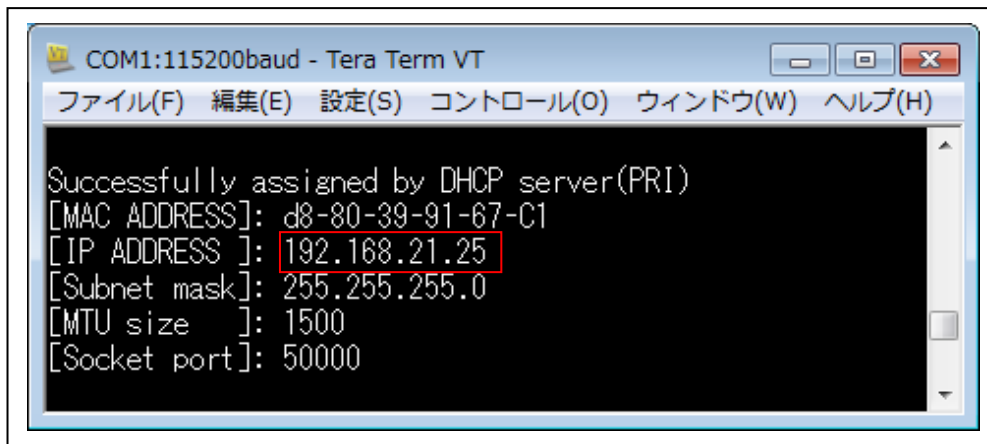 COM1:115200baud - Tera Term VT
ファイル(F) 編集(E) 設定(S) コントロール(O) ウィンドウ(W) ヘルプ(H)
Successfully assigned by DHCP server(PRI)
[MAC ADDRESS]: d8-80-39-91-67-C1
[IP ADDRESS ]: 192.168.21.25
[Subnet mask]: 255.255.255.0
[MTU size   ]: 1500
[Socket port]: 50000